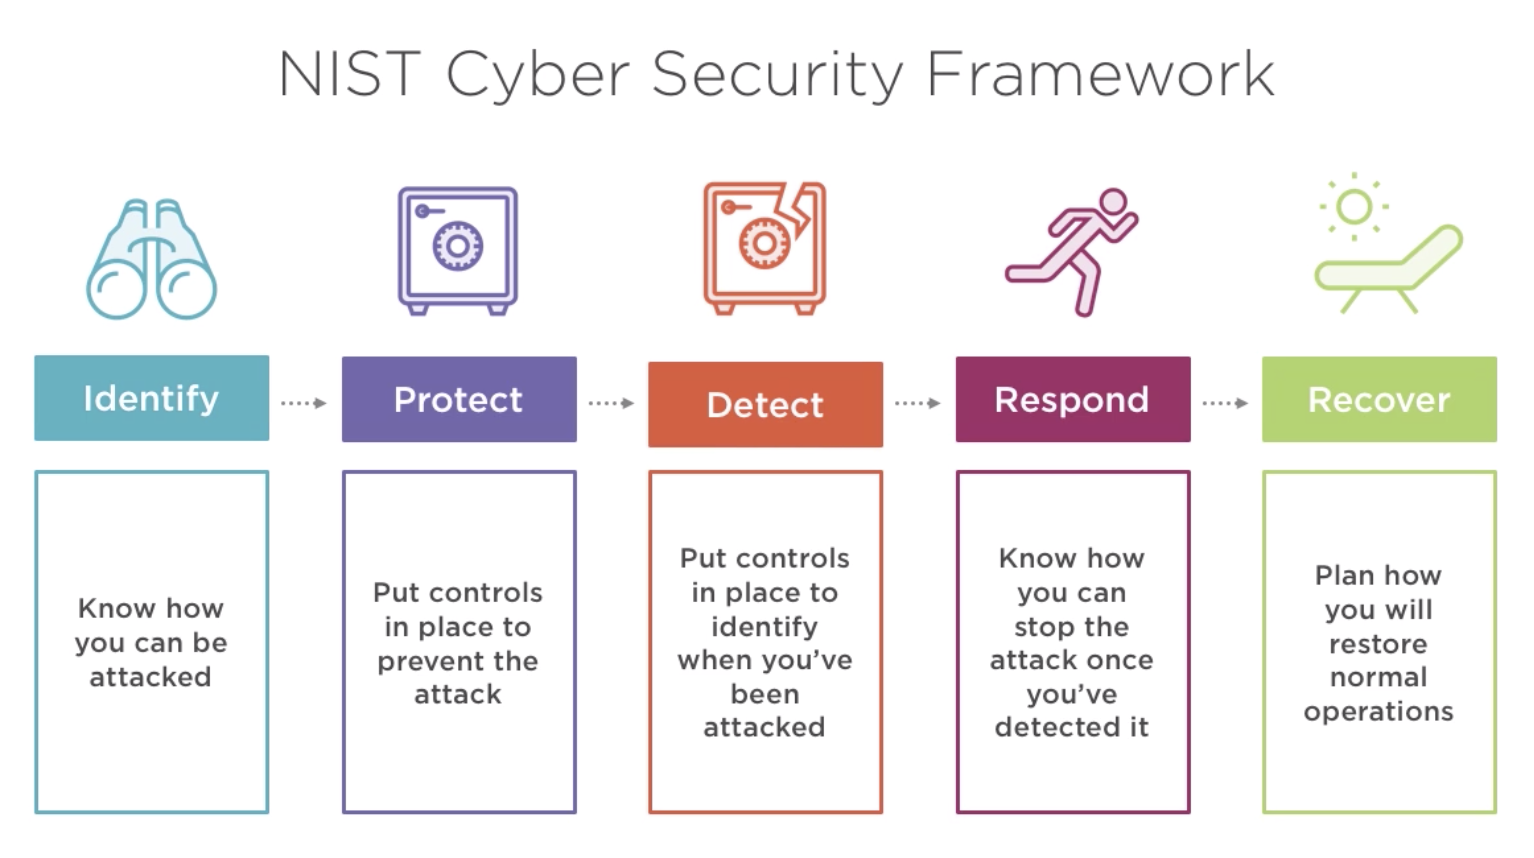 NIST Cyber Security Framework
Identify
Protect
Detect
Respond
Recover
Know how
you can be
attacked
Put controls
in place to
prevent the
attack
Put controls
in place to
identify
when you’ve
been
attacked
Know how
you can
stop the
attack once
you’ve
detected it
Plan how
you will
restore
normal
operations